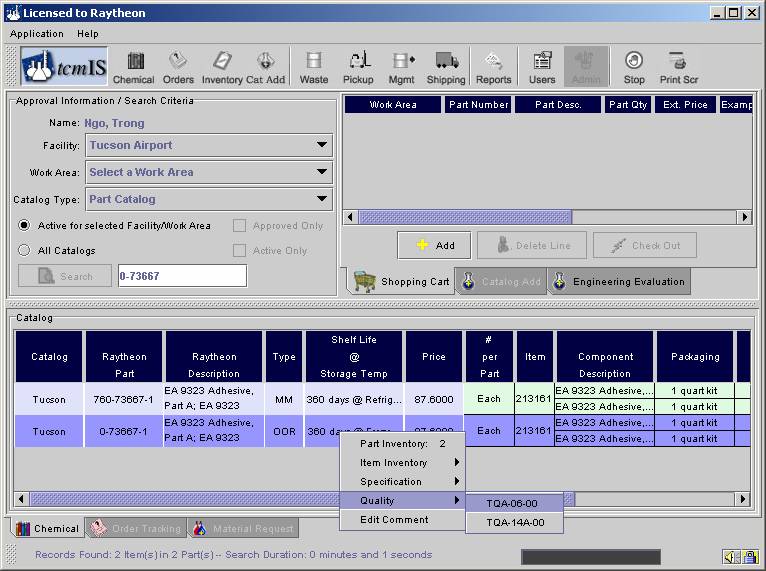 Licensed to Raytheon
Application Help
tcmIS
Chemical Orders Inventory Cat Add Waste Pickup Mgmt Shipping Reports Users Admin Stop Print Scr
Approval Information / Search Criteria
Name: Ngo, Trong
Facility: Tucson Airport
Work Area: Select a Work Area
Catalog Type: Part Catalog
Active for selected Facility/Work Area Approved Only
All Catalogs Active Only
Search 0-73667
Work Area Part Number Part Desc. Part Qty Ext. Price Examp
Add Delete Line Check Out
Shopping Cart Catalog Add Engineering Evaluation
Catalog
Catalog
Raytheon
Part
Raytheon
Description
Type
Shelf Life
@
Storage Temp
Price
#
per
Part
Item
Component
Description
Packaging
Tucson 760-73667-1
EA 9323 Adhesive,
Part A; EA 9323
MM 360 days @ Refrig... 87.6000 Each 213161
EA 9323 Adhesive,... 1 quart kit
EA 9323 Adhesive,... 1 quart kit
Tucson 0-73667-1
EA 9323 Adhesive,
Part A; EA 9323
OOR 360 days @ Each 213161
EA 9323 Adhesive,... 1 quart kit
EA 9323 Adhesive,... 1 quart kit
Part Inventory: 2
Item Inventory
Specification
Quality
Edit Comment
TQA-06-00
TQA-14A-00
Chemical Order Tracking Material Request
Records Found: 2 Item(s) in 2 Part(s) -- Search Duration: 0 minutes and 1 seconds